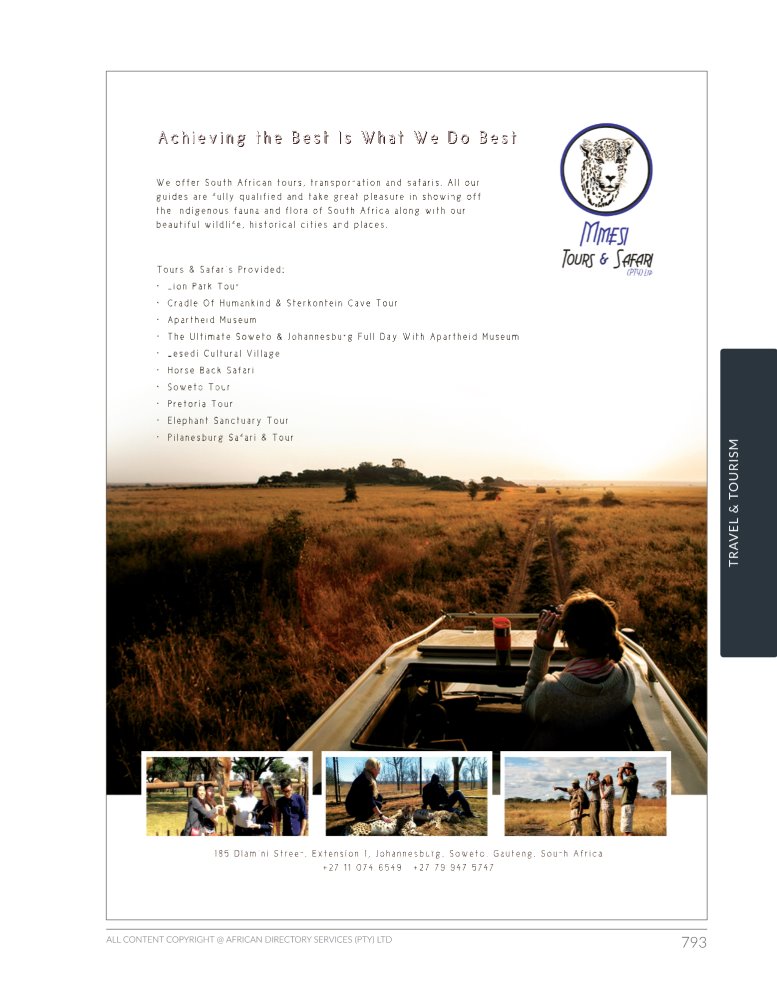 Achieving the Best Is What We Do Best
We offer South African tours, transportation and safaris. All our
guides are fully qualified and take great pleasure in showing off
the indigenous fauna and flora of South Africa along with our
beautiful wildlife, historical cities and places.
MMESI
TOURS & SAFARI
(PTY) LTD
Tours & Safaris Provided:
· Lion Park Tour
· Cradle Of Humankind & Sterkontein Cave Tour
· Apartheid Museum
· The Ultimate Soweto & Johannesburg Full Day With Apartheid Museum
· Lesedi Cultural Village
· Horse Back Safari
· Soweto Tour
· Pretoria Tour
· Elephant Sanctuary Tour
· Pilanesburg Safari & Tour
TRAVEL & TOURISM
185 Dlamini Street, Extension 1, Johannesburg, Soweto, Gauteng, South Africa
+27 11 074 6549 +27 79 947 5747
ALL CONTENT COPYRIGHT @ AFRICAN DIRECTORY SERVICES (PTY) LTD
793